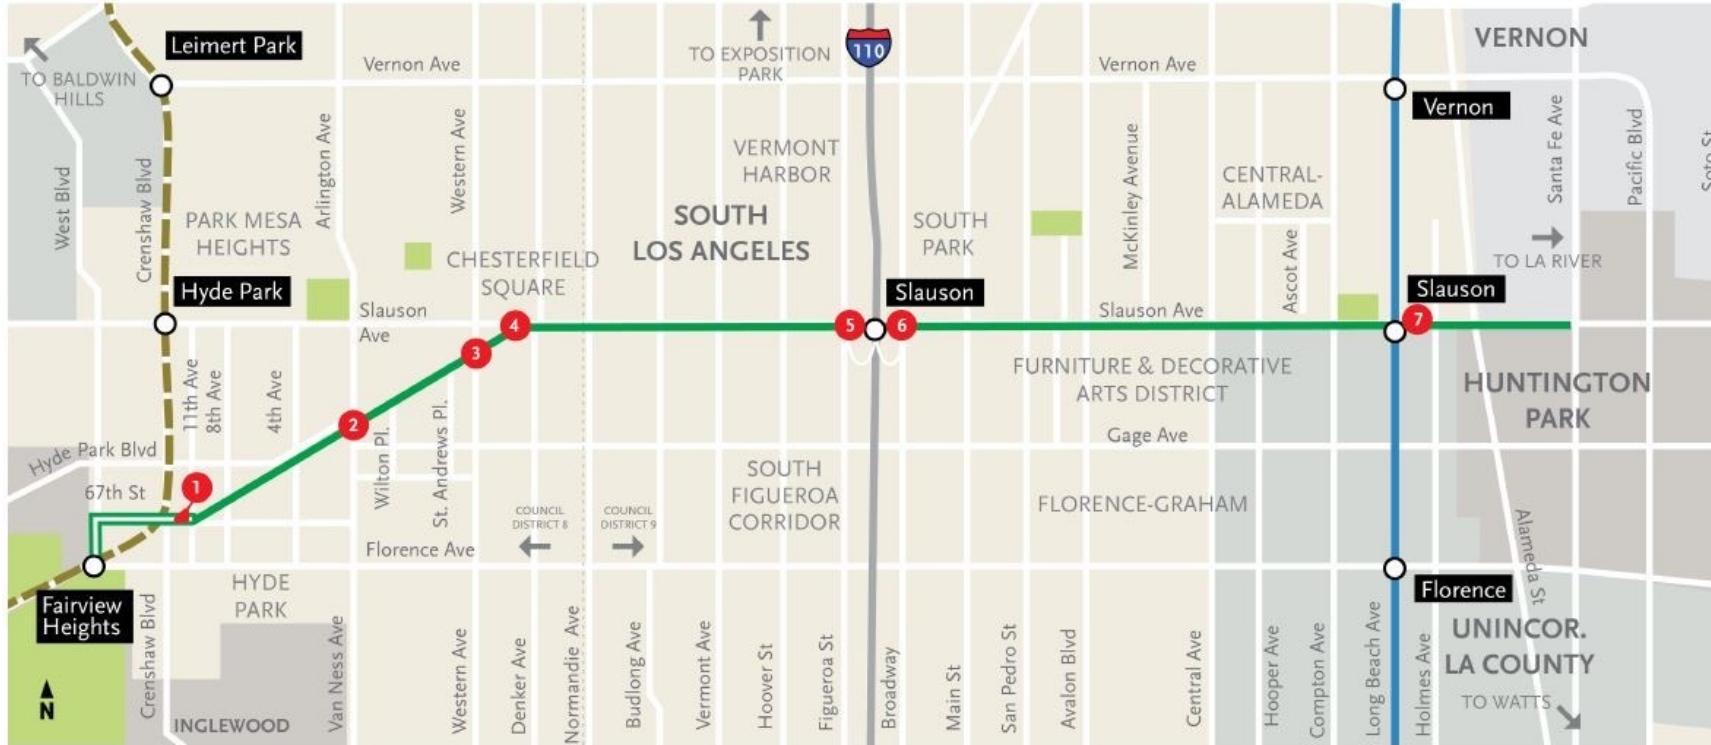 Leimert Park
TO BALDWIN
HILLS
Vernon Ave
TO EXPOSITION
PARK
110
Vernon Ave
VERNON
Vernon
West Blvd
Crenshaw Blvd
Arlington Ave
Western Ave
VERMONT
HARBOR
McKinley Avenue
CENTRAL-
ALAMEDA
Santa Fe Ave
Pacific Blvd
Soto St
PARK MESA
HEIGHTS
SOUTH
LOS ANGELES
SOUTH
PARK
Ascot Ave
TO LA RIVER
CHESTERFIELD
SQUARE
Hyde Park
Slauson
Ave
Slauson
Slauson Ave
Slauson
4
5
6
7
3
2
1
11th Ave
8th Ave
4th Ave
FURNITURE & DECORATIVE
ARTS DISTRICT
HUNTINGTON
PARK
Hyde Park Blvd
67th St
Wilton Pl.
St. Andrews Pl.
Gage Ave
SOUTH
FIGUEROA
CORRIDOR
FLORENCE-GRAHAM
COUNCIL
DISTRICT 8
COUNCIL
DISTRICT 9
Florence Ave
Alameda St
Fairview
Heights
HYDE
PARK
Florence
UNINCOR.
LA COUNTY
TO WATTS
N
Crenshaw Blvd
INGLEWOOD
Van Ness Ave
Western Ave
Denker Ave
Normandie Ave
Budlong Ave
Vermont Ave
Hoover St
Figueroa St
Broadway
Main St
San Pedro St
Avalon Blvd
Central Ave
Hooper Ave
Compton Ave
Long Beach Ave
Holmes Ave